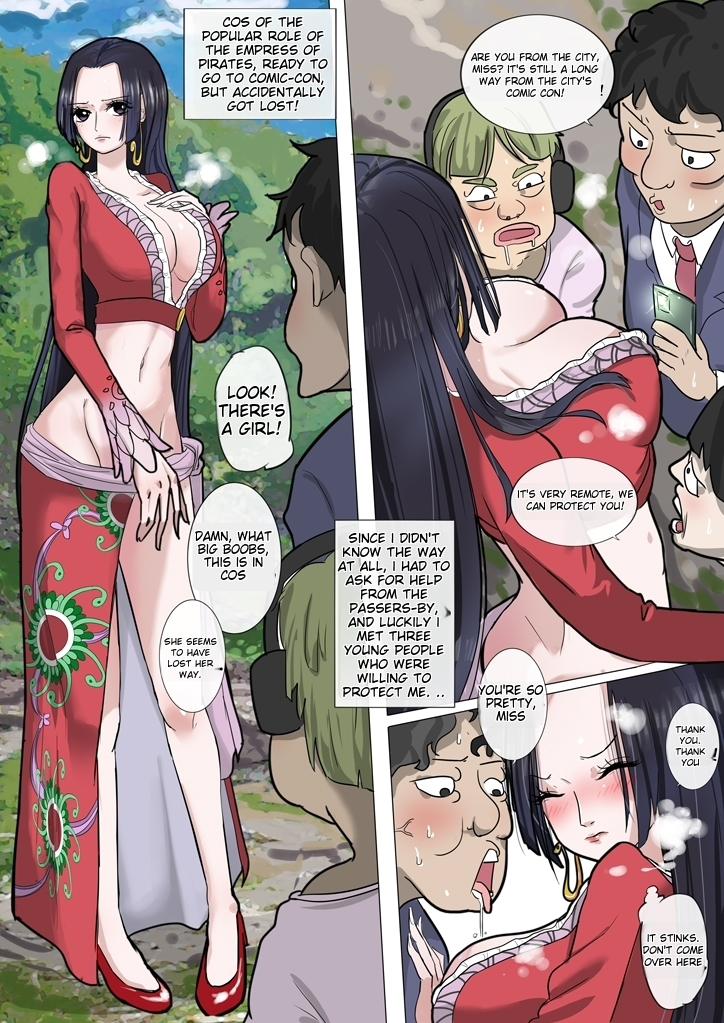 COS OF THE
POPULAR ROLE OF
THE EMPRESS OF
PIRATES, READY TO
GO TO COMIC-CON,
BUT ACCIDENTALLY
GOT LOST!
LOOK!
THERE'S
A GIRL!
DAMN, WHAT
BIG BOOBS,
THIS IS IN
COS
SHE SEEMS
TO HAVE
LOST HER
WAY.
ARE YOU FROM THE CITY,
MISS? IT'S STILL A LONG
WAY FROM THE CITY'S
COMIC CON! !
IT'S VERY REMOTE, WE
CAN PROTECT YOU!
SINCE I DIDN'T
KNOW THE WAY
AT ALL, I HAD TO
ASK FOR HELP
FROM THE
PASSERS-BY,
AND LUCKILY I
MET THREE
YOUNG PEOPLE
WHO WERE
WILLING TO
PROTECT ME. ..
YOU'RE SO
PRETTY,
MISS
THANK
YOU.
THANK
YOU
IT STINKS.
DON'T COME
OVER HERE